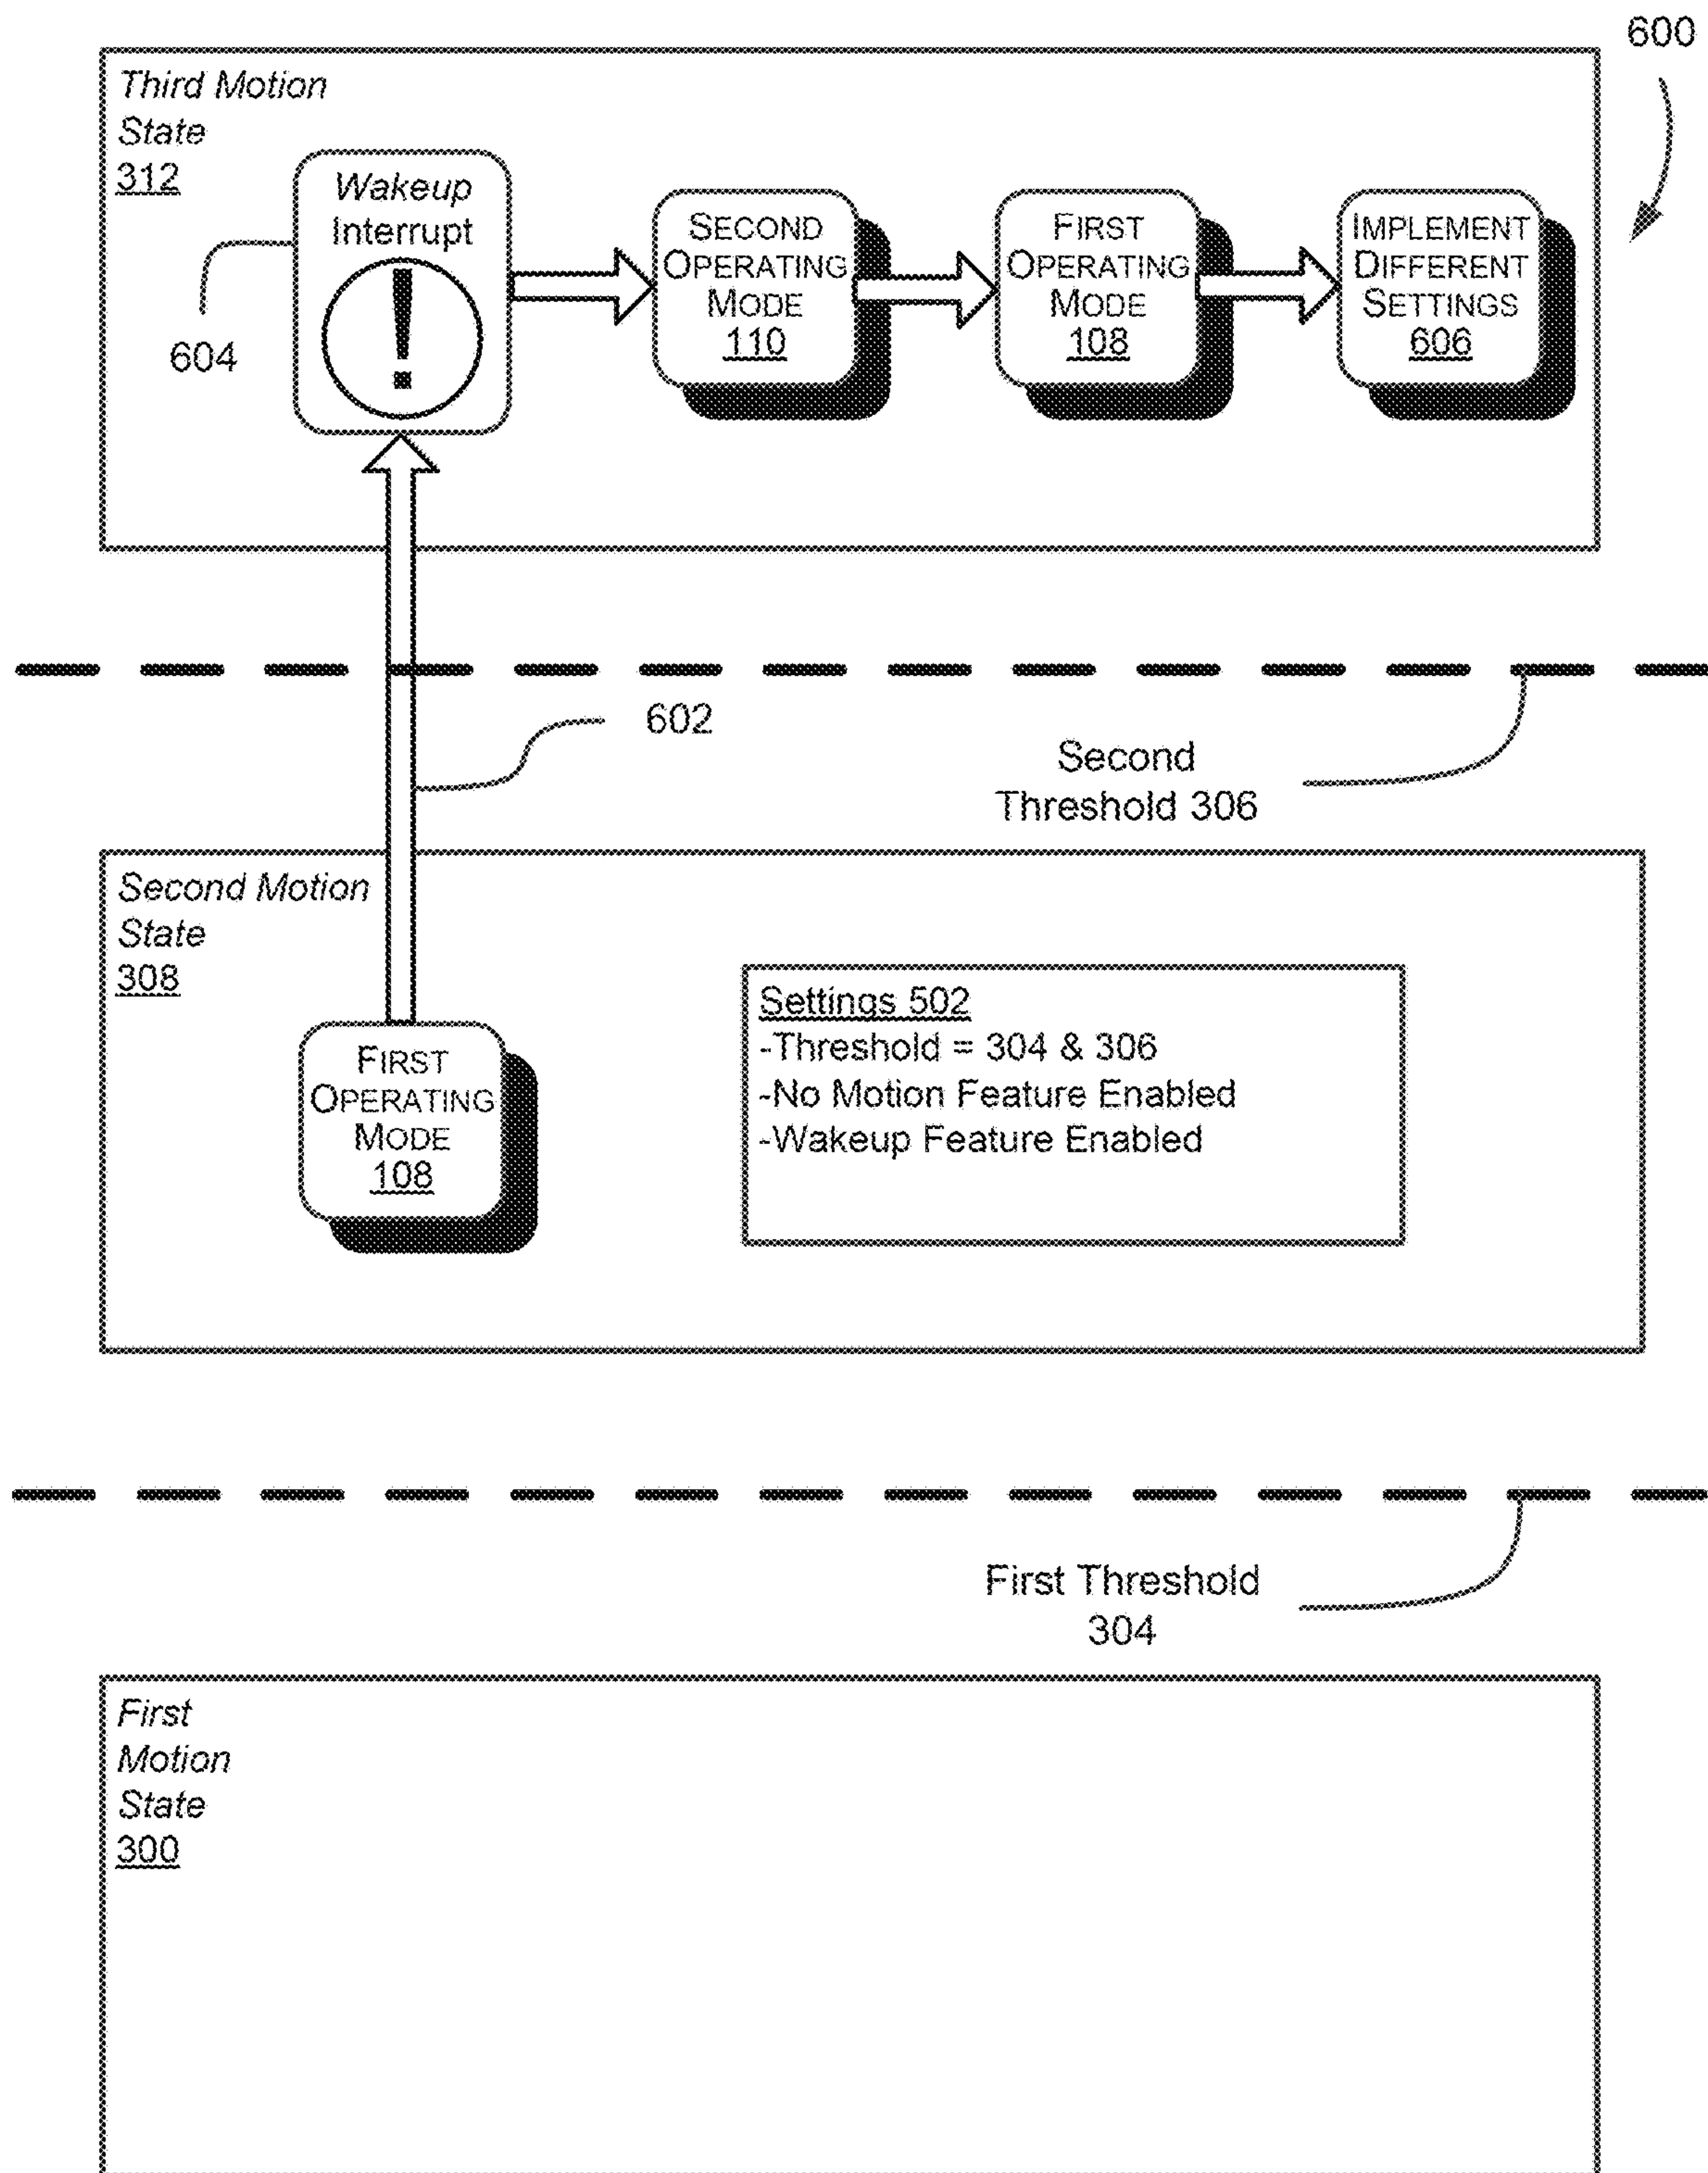 600
Third Motion
State
312
Wakeup
Interrupt
!
604
SECOND
OPERATING
MODE
110
FIRST
OPERATING
MODE
108
IMPLEMENT
DIFFERENT
SETTINGS
606
602
Second
Threshold 306
Second Motion
State
308
FIRST
OPERATING
MODE
108
Settings 502
-Threshold = 304 & 306
-No Motion Feature Enabled
-Wakeup Feature Enabled
First Threshold
304
First
Motion
State
300